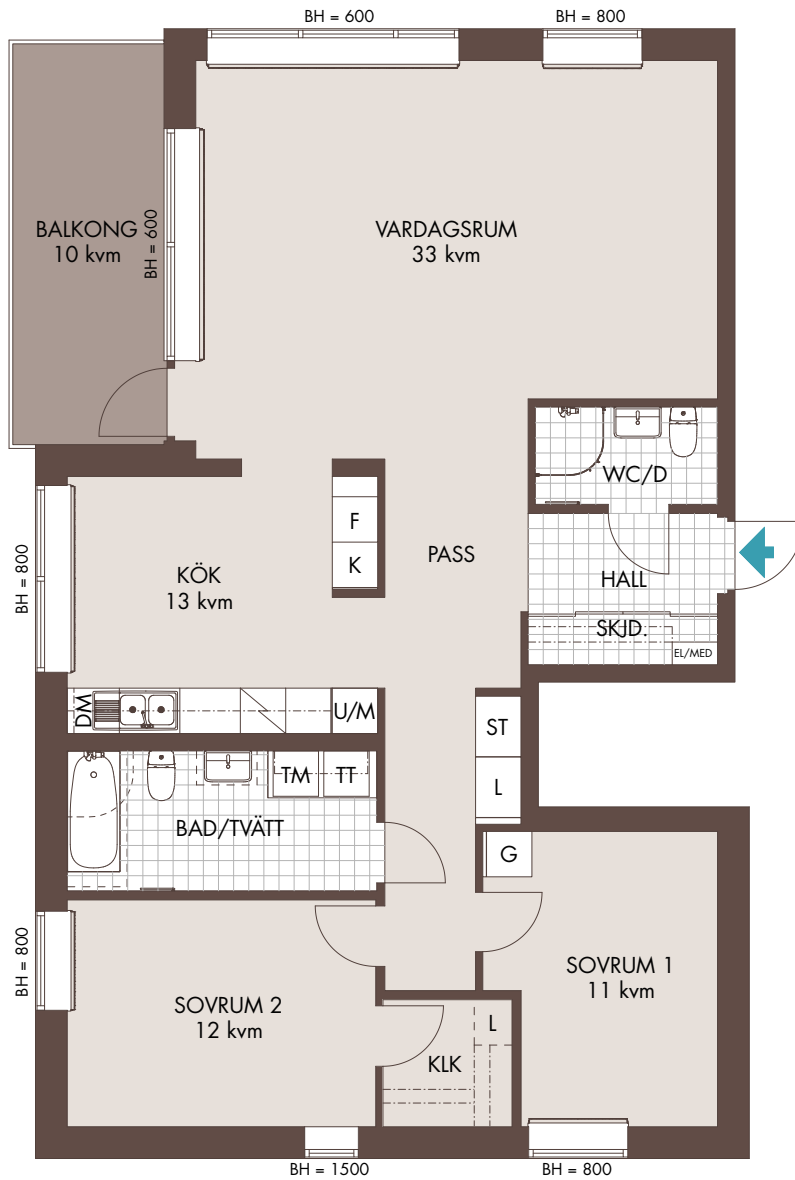 BH = 600
BH = 800
BALKONG
10 kvm
BH = 600
VARDAGSRUM
33 kvm
WC/D
BH = 800
KÖK
13 kvm
F
K
PASS
HALL
SKJD.
EL/MED
DM
U/M
ST
L
TM
TT
BAD/TVÄTT
G
BH = 800
SOVRUM 2
12 kvm
SOVRUM 1
11 kvm
L
KLK
BH = 1500
BH = 800